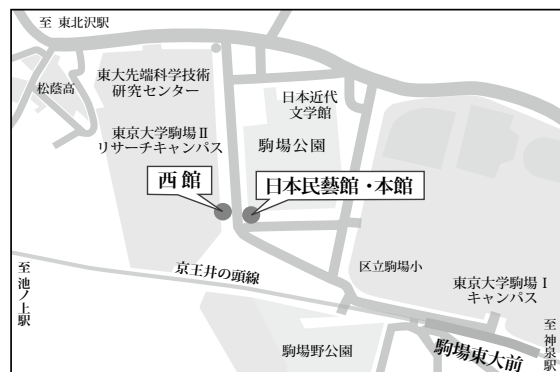 至 東北沢駅
松蔭高
東大先端科学技術
研究センター
日本近代
文学館
東京大学駒場Ⅱ
リサーチキャンパス
駒場公園
西館
日本民藝館・本館
至 池ノ上駅
京王井の頭線
区立駒場小
東京大学駒場Ⅰ
キャンパス
駒場野公園
駒場東大前
至 神泉駅